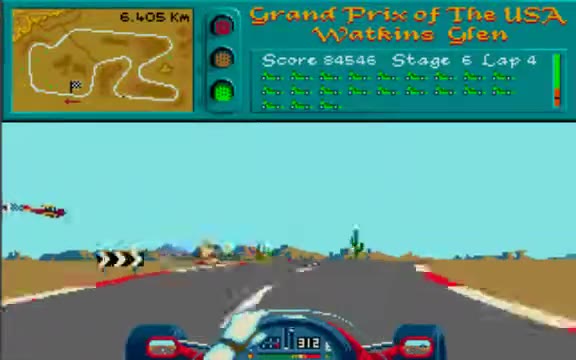 6.405 Km
Grand Prix of The USA
Watkins Glen
Score 84546 Stage 6 Lap 4
312